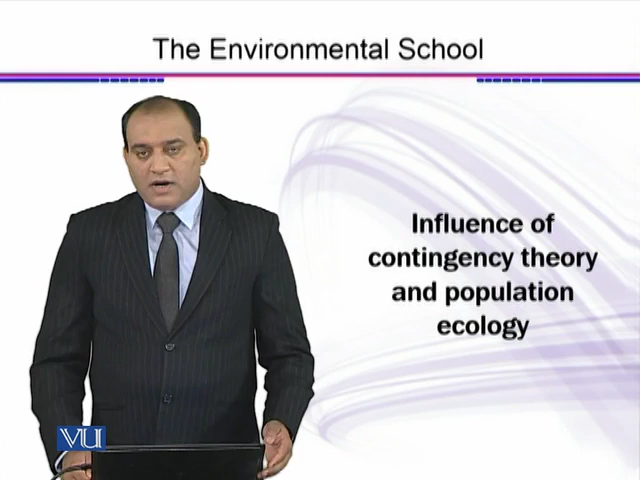 The Environmental School
Influence of
contingency theory
and population
ecology
VU